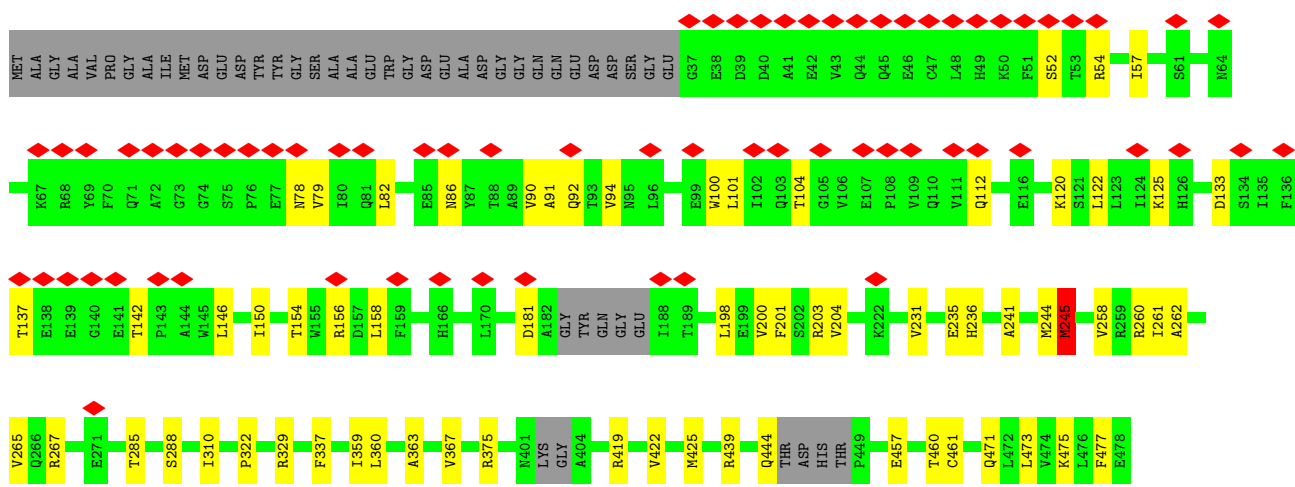 MET ALA GLY ALA VAL PRO GLY ALA ILE MET ASP GLU ASP TYR TYR GLY SER ALA ALA GLU TRP GLY ASP GLU ALA ASP GLY GLY GLN GLN GLU ASP ASP SER GLY GLU G37 E38 D39 D40 A41 E42 V43 Q44 Q45 E46 C47 L48 H49 K50 F51 S52 T53 R54 I57 S61 N64
K67 R68 Y69 F70 Q71 A72 G73 G74 S75 P76 E77 N78 V79 I80 Q81 L82 E85 N86 Y87 T88 A89 V90 A91 Q92 T93 V94 N95 L96 E99 W100 L101 I102 Q103 T104 G105 V106 E107 P108 V109 Q110 V111 Q112 E116 K120 S121 L122 L123 I124 K125 H126 D133 S134 I135 F136
T137 E138 E139 G140 E141 T142 P143 A144 W145 L146 I150 T154 W155 R156 D157 L158 F159 H166 L170 D181 A182 GLY TYR GLN GLY GLU I188 T189 L198 E199 V200 F201 S202 R203 V204 K222 V231 E235 H236 A241 M244 M245 V258 R259 R260 I261 A262
V265 Q266 R267 E271 T285 S288 I310 P322 R329 F337 I359 L360 A363 V367 R375 N401 LYS GLY A404 R419 V422 M425 R439 Q444 THR ASP HIS THR P449 E457 T460 C461 Q471 L472 L473 V474 K475 L476 F477 E478